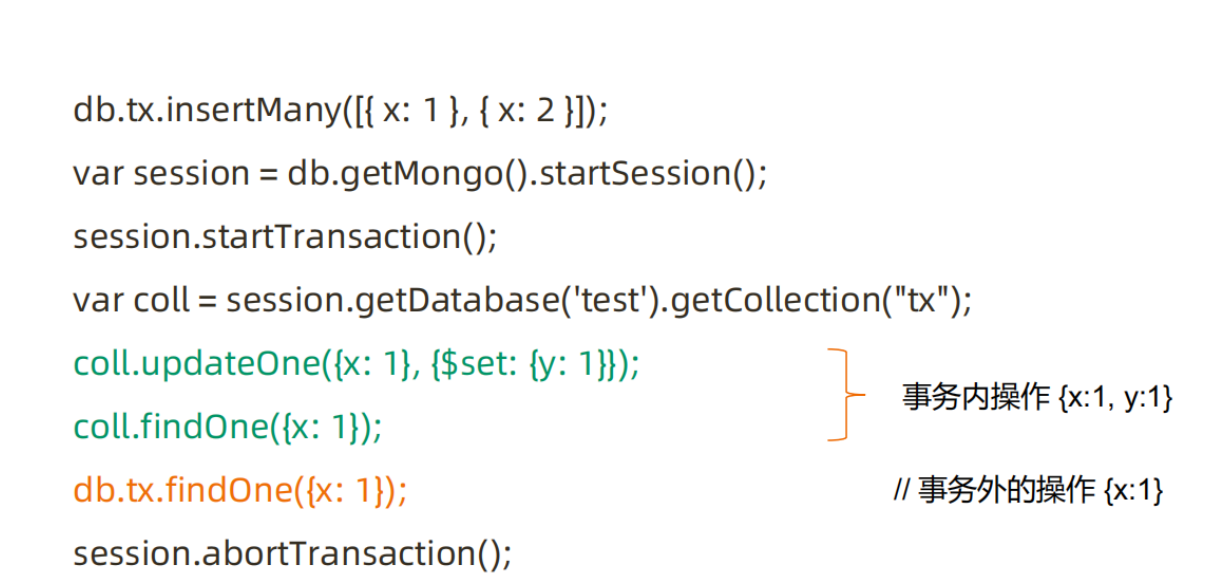 db.tx.insertMany([{ x: 1 }, { x: 2 }]);
var session = db.getMongo().startSession();
session.startTransaction();
var coll = session.getDatabase('test').getCollection("tx");
coll.updateOne({x: 1}, {$set: {y: 1}});
事务内操作 {x:1, y:1}
coll.findOne({x: 1});
db.tx.findOne({x: 1});
// 事务外的操作 {x:1}
session.abortTransaction();